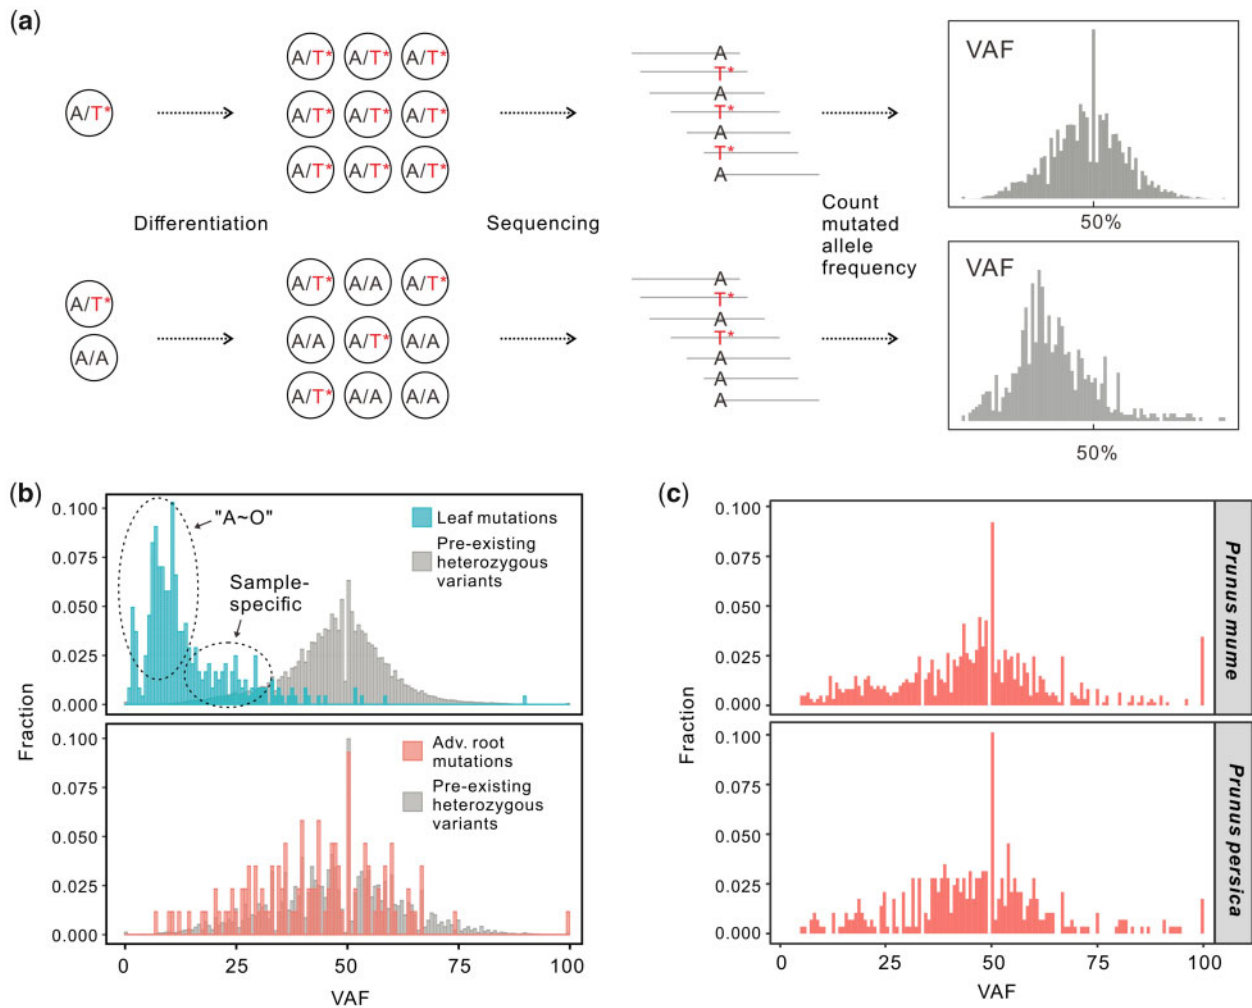 (a)
A/T* A/T* A/T*
A/T*
A/T* A/T* A/T*
A/T* A/T* A/T*
Differentiation
Sequencing
A
T*
A
T*
A
T*
A
Count
mutated
allele
frequency
VAF
50%
A/T*
A/A
A/T* A/A A/T*
A/A A/T* A/A
A/T* A/A A/A
A
T*
A
T*
A
A
A
VAF
50%
(b)
Fraction
0.100
0.075
0.050
0.025
0.000
"A~O"
Sample-
specific
Leaf mutations
Pre-existing
heterozygous
variants
0.100
0.075
0.050
0.025
0.000
Adv. root
mutations
Pre-existing
heterozygous
variants
0 25 50 75 100
VAF
(c)
Fraction
0.100
0.075
0.050
0.025
0.000
Prunus mume
0.100
0.075
0.050
0.025
0.000
Prunus persica
0 25 50 75 100
VAF